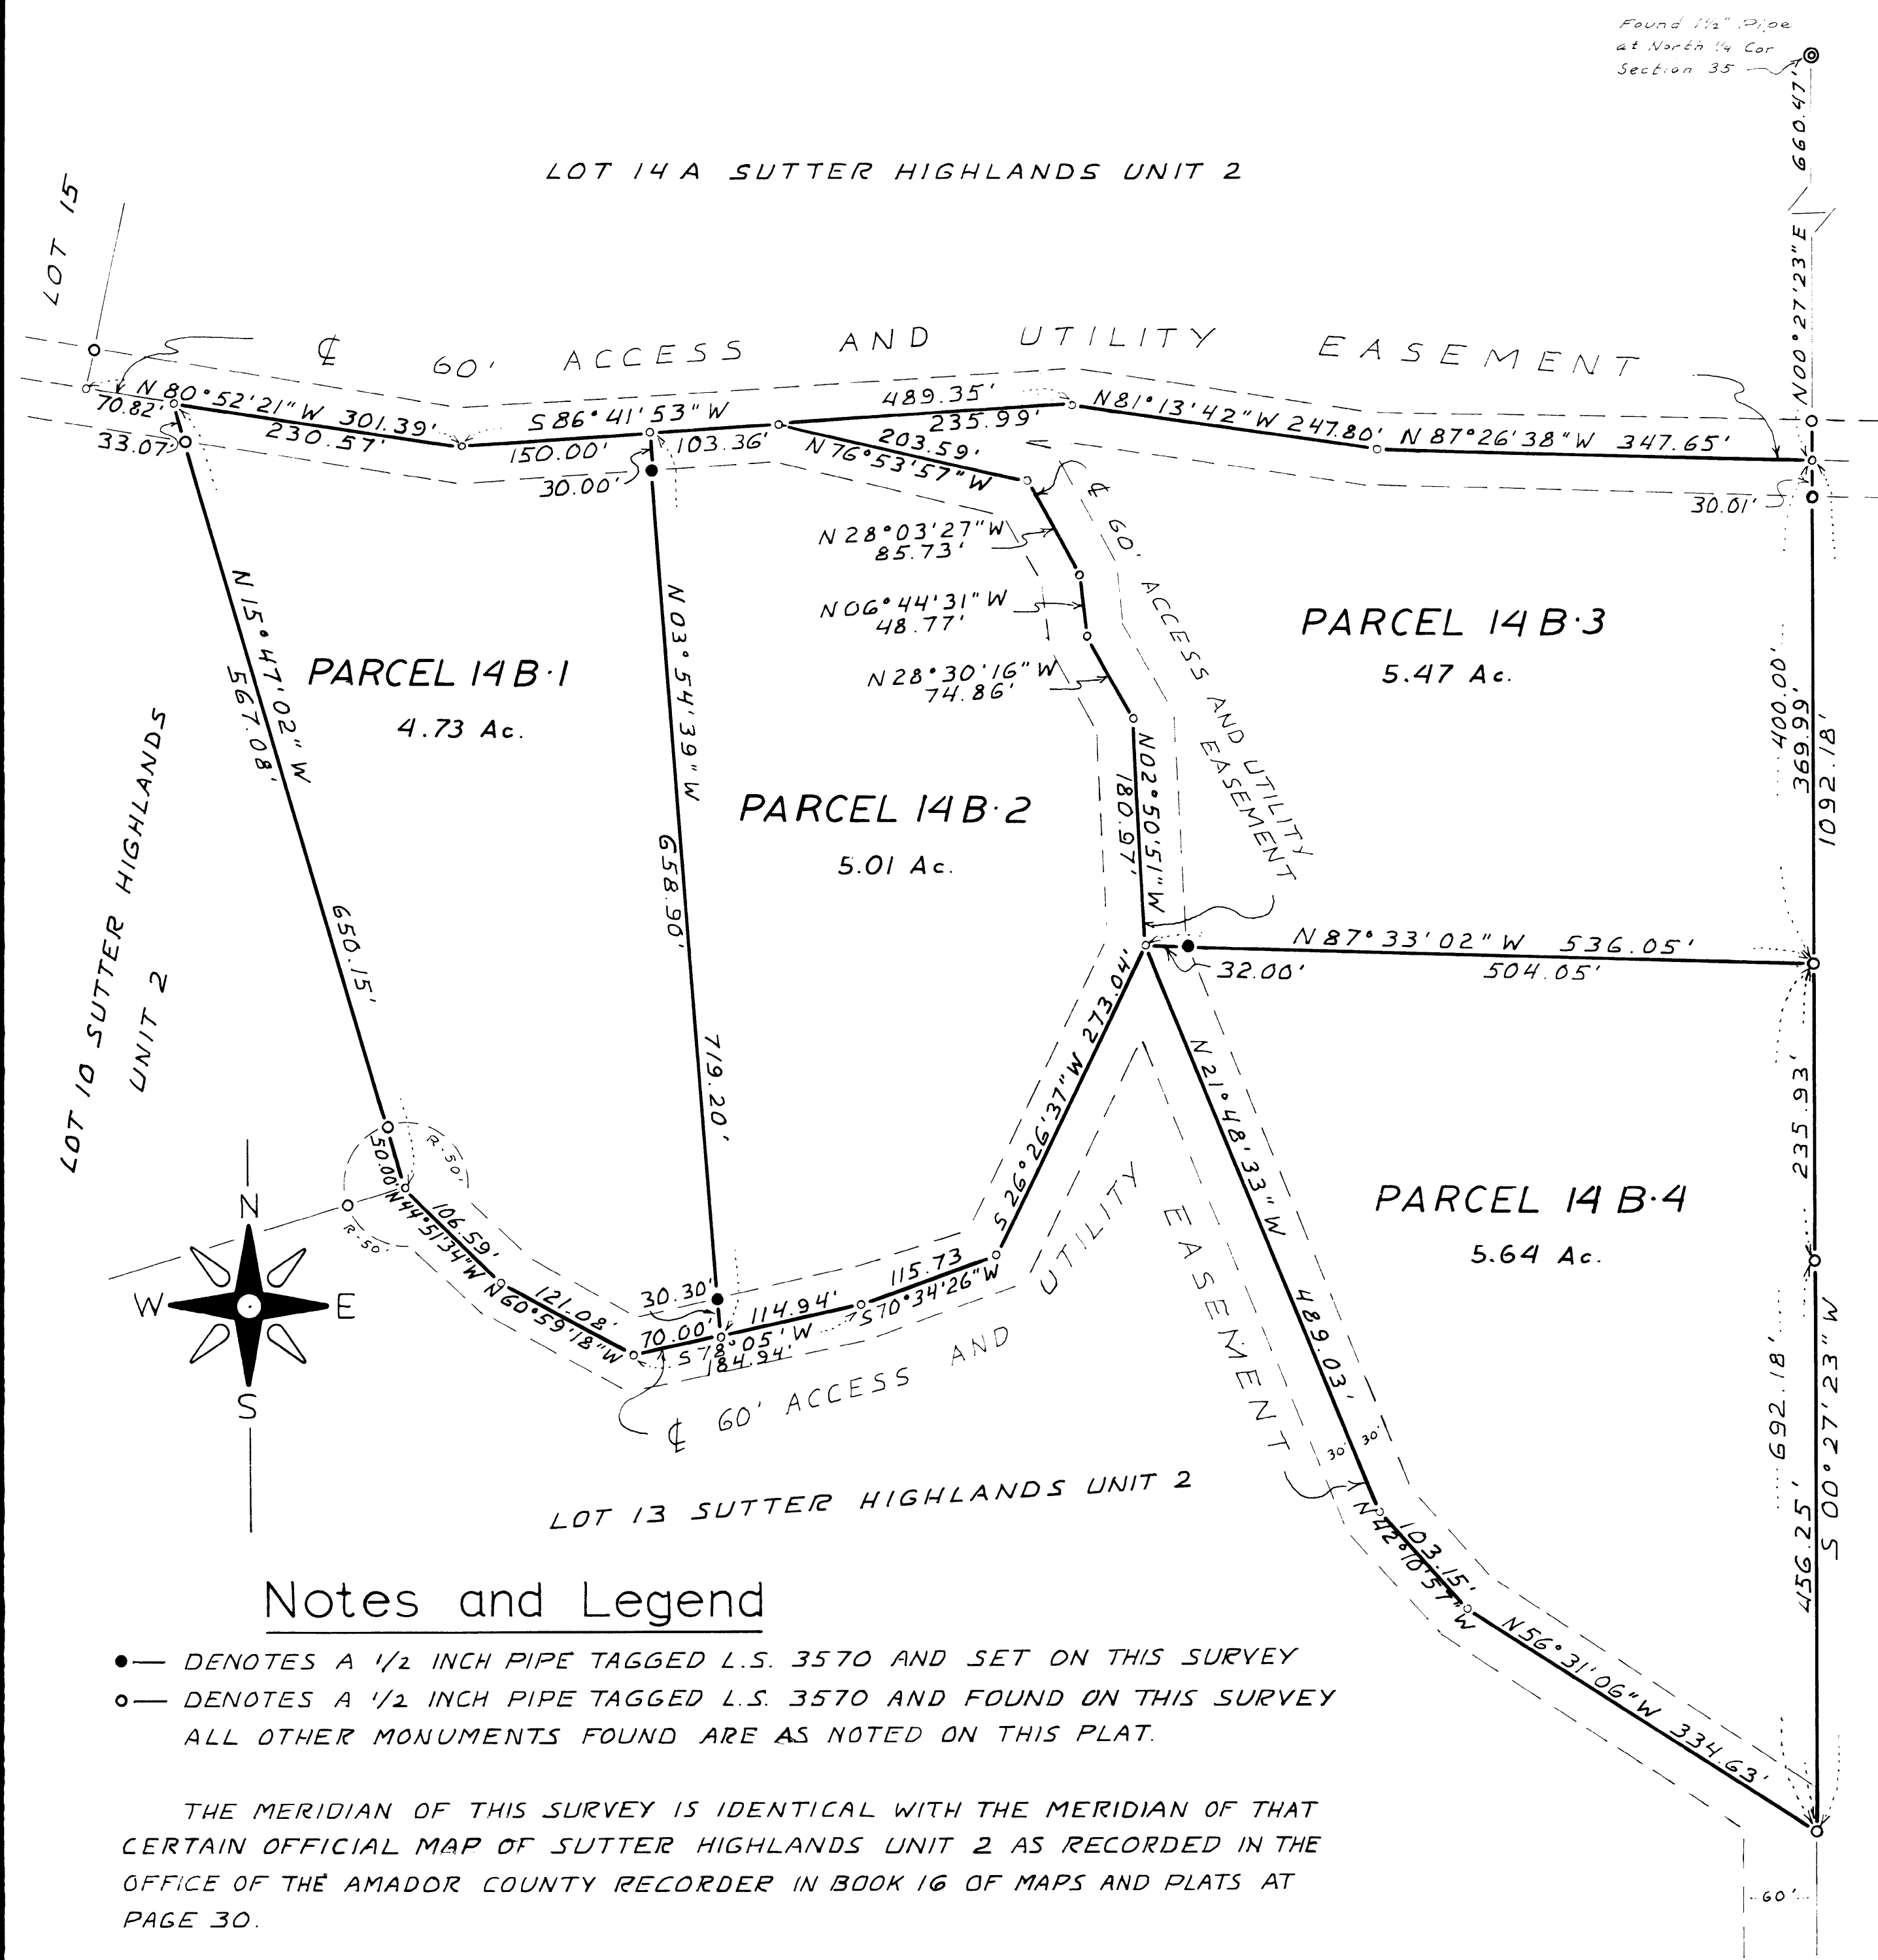 Found 1½" Pipe
at North ¼ Cor
Section 35
660.47'
LOT 14A SUTTER HIGHLANDS UNIT 2
LOT 15
N00°27'23"E
℄ 60' ACCESS AND UTILITY EASEMENT
N 80°52'21"W 301.39'
70.82'
230.57'
33.07'
S 86°41'53"W
489.35'
150.00'
103.36'
235.99'
30.00'
N81°13'42"W 247.80'
N 87°26'38"W 347.65'
30.01'
203.59'
N 76°53'57"W
N 28°03'27"W
85.73'
N06°44'31"W
48.77'
N 28°30'16"W
74.86'
℄ 60' ACCESS AND UTILITY
EASEMENT
N02°50'51"W
180.97'
PARCEL 14B·1
4.73 Ac.
N 15°47'02"W
567.08'
650.15'
N 03°54'39"W
658.90'
719.20'
PARCEL 14B·2
5.01 Ac.
PARCEL 14B·3
5.47 Ac.
400.00'
369.99'
1092.18'
N 87°33'02"W 536.05'
32.00'
504.05'
LOT 10 SUTTER HIGHLANDS
UNIT 2
50.00'
R-50'
R-50'
106.59'
N44°51'34"W
121.08'
N 60°59'18"W
30.30'
70.00'
114.94'
S 78°05'W
184.94'
115.73
S70°34'26"W
S 26°26'37"W 273.04'
℄ 60' ACCESS AND UTILITY
EASEMENT
N 21°48'33"W
489.03'
30' 30'
PARCEL 14B·4
5.64 Ac.
235.93'
692.18'
456.25'
S 00°27'23"W
103.15'
N 42°10'57"W
N56°31'06"W 334.63'
60'
N
W E
S
LOT 13 SUTTER HIGHLANDS UNIT 2
Notes and Legend
●— DENOTES A 1/2 INCH PIPE TAGGED L.S. 3570 AND SET ON THIS SURVEY
○— DENOTES A 1/2 INCH PIPE TAGGED L.S. 3570 AND FOUND ON THIS SURVEY
ALL OTHER MONUMENTS FOUND ARE AS NOTED ON THIS PLAT.
THE MERIDIAN OF THIS SURVEY IS IDENTICAL WITH THE MERIDIAN OF THAT
CERTAIN OFFICIAL MAP OF SUTTER HIGHLANDS UNIT 2 AS RECORDED IN THE
OFFICE OF THE AMADOR COUNTY RECORDER IN BOOK 16 OF MAPS AND PLATS AT
PAGE 30.